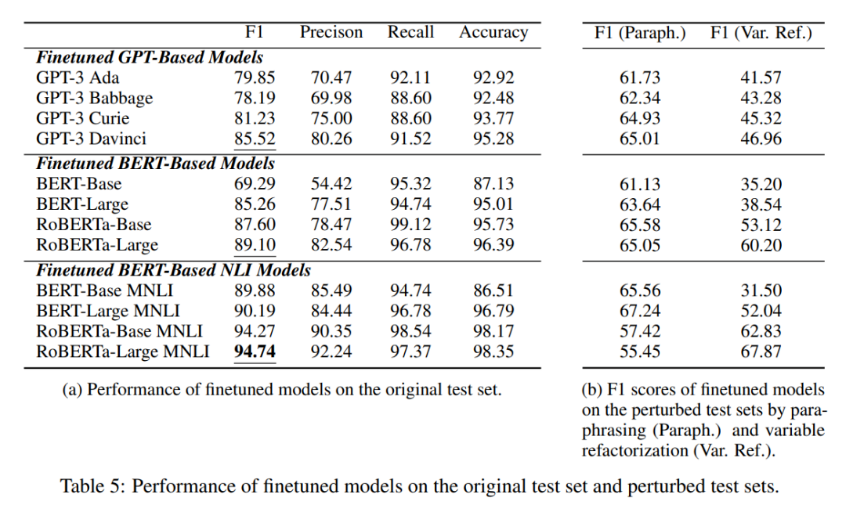 F1 Precison Recall Accuracy
Finetuned GPT-Based Models
GPT-3 Ada 79.85 70.47 92.11 92.92
GPT-3 Babbage 78.19 69.98 88.60 92.48
GPT-3 Curie 81.23 75.00 88.60 93.77
GPT-3 Davinci 85.52 80.26 91.52 95.28
Finetuned BERT-Based Models
BERT-Base 69.29 54.42 95.32 87.13
BERT-Large 85.26 77.51 94.74 95.01
RoBERTa-Base 87.60 78.47 99.12 95.73
RoBERTa-Large 89.10 82.54 96.78 96.39
Finetuned BERT-Based NLI Models
BERT-Base MNLI 89.88 85.49 94.74 86.51
BERT-Large MNLI 90.19 84.44 96.78 96.79
RoBERTa-Base MNLI 94.27 90.35 98.54 98.17
RoBERTa-Large MNLI 94.74 92.24 97.37 98.35
(a) Performance of finetuned models on the original test set.
F1 (Paraph.) F1 (Var. Ref.)
61.73 41.57
62.34 43.28
64.93 45.32
65.01 46.96
61.13 35.20
63.64 38.54
65.58 53.12
65.05 60.20
65.56 31.50
67.24 52.04
57.42 62.83
55.45 67.87
(b) F1 scores of finetuned models
on the perturbed test sets by para-
phrasing (Paraph.) and variable
refactorization (Var. Ref.).
Table 5: Performance of finetuned models on the original test set and perturbed test sets.